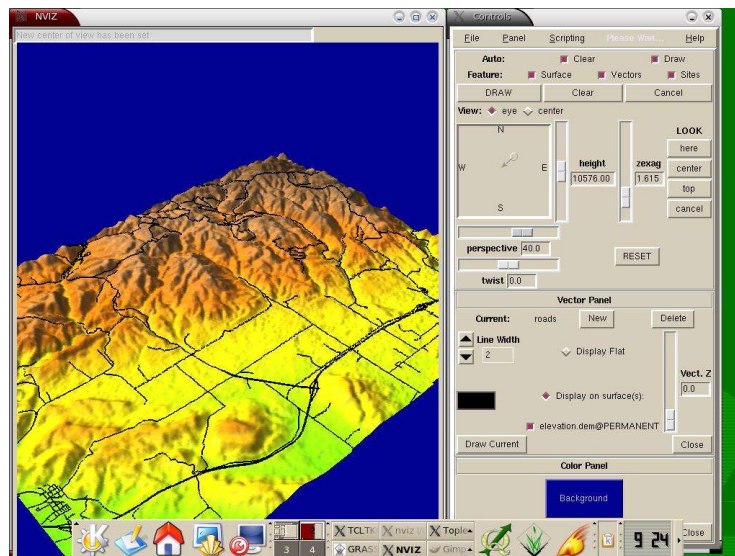 NVIZ
New center of view has been set
Controls
File Panel Scripting Please Wait... Help
Auto: Clear Draw
Feature: Surface Vectors Sites
DRAW Clear Cancel
View: eye center
N
W
E
S
height
10576.00
zexag
1.615
LOOK
here
center
top
cancel
perspective 40.0
twist 0.0
RESET
Vector Panel
Current: roads New Delete
Line Width
2
Display Flat
Vect. Z
0.0
Display on surface(s):
elevation.dem@PERMANENT
Draw Current Close
Color Panel
Background
Close
3 4
TCLTK
nviz
Tople
GRAS
NVIZ
Gimp
9 24